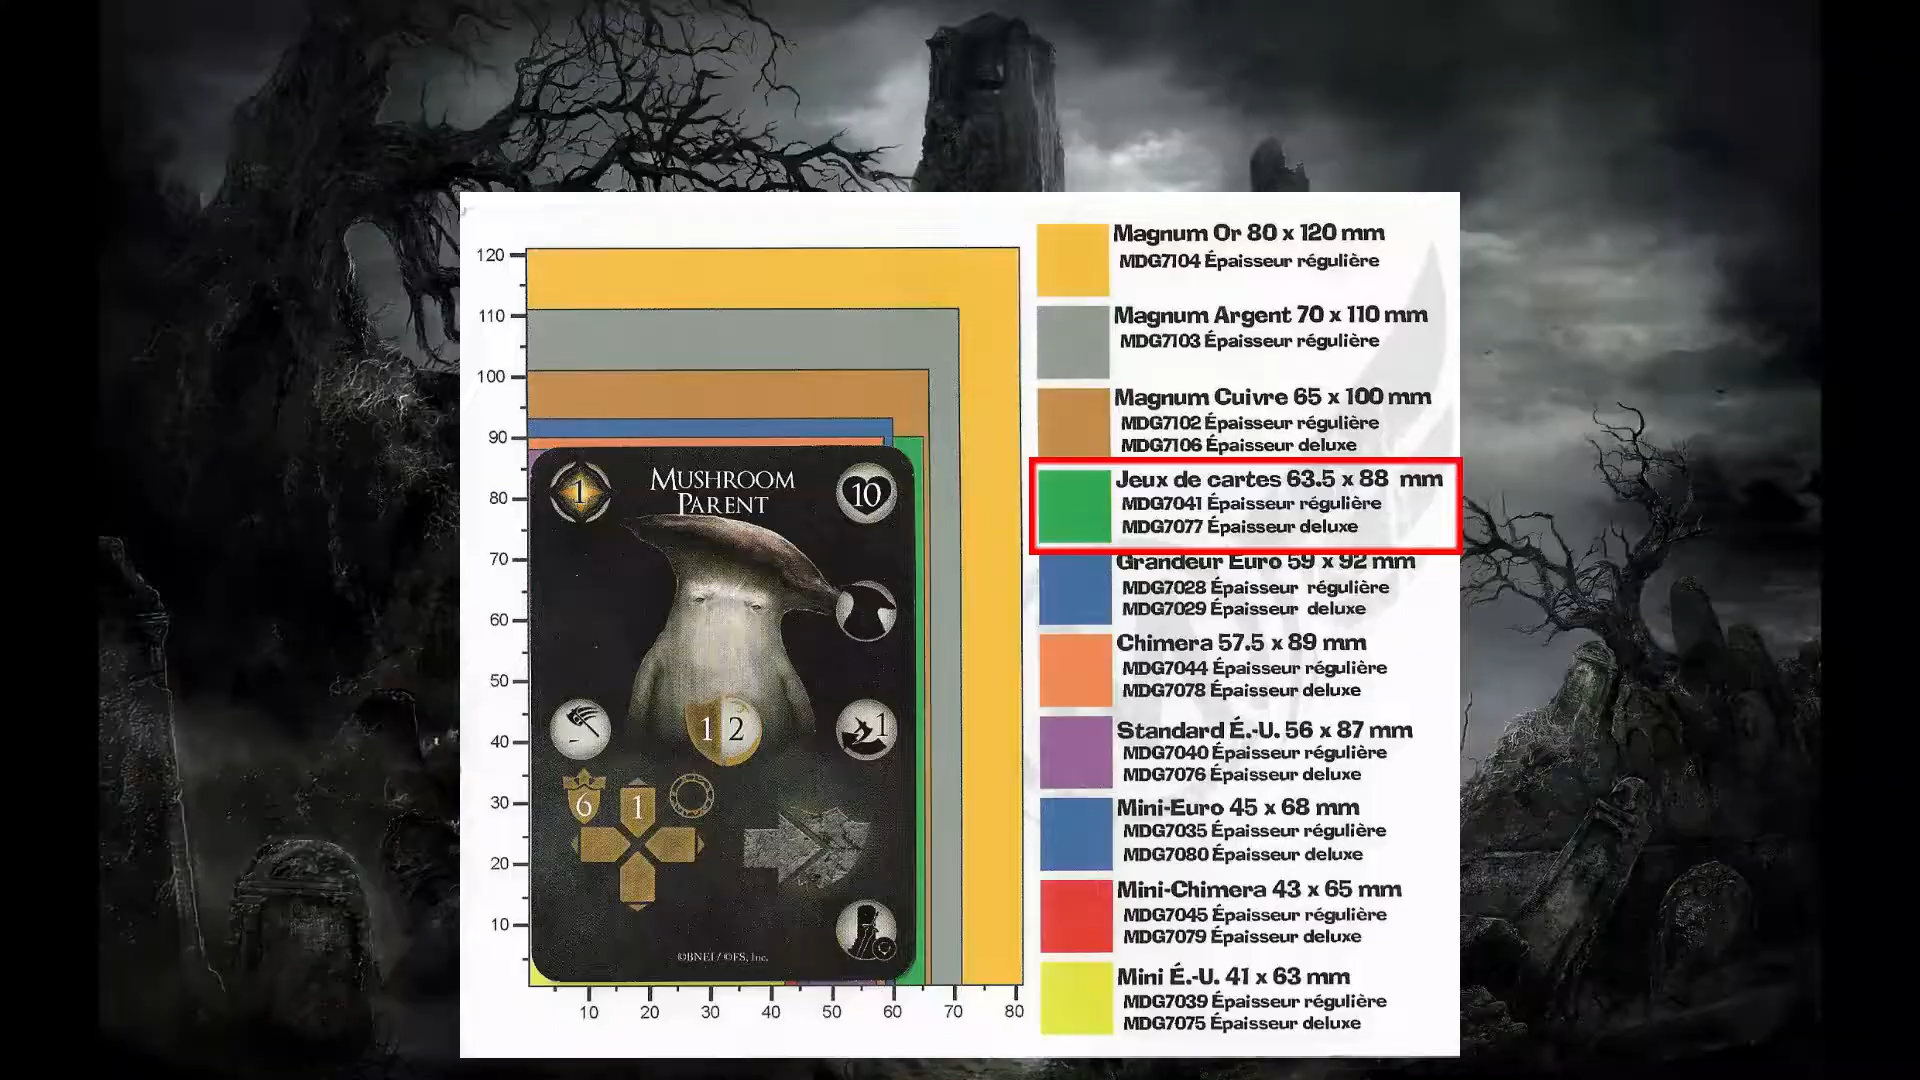 Magnum Or 80 x 120 mm
MDG7104 Épaisseur régulière
Magnum Argent 70 x 110 mm
MDG7103 Épaisseur régulière
Magnum Cuivre 65 x 100 mm
MDG7102 Épaisseur régulière
MDG7106 Épaisseur deluxe
Jeux de cartes 63.5 x 88 mm
MDG7041 Épaisseur régulière
MDG7077 Épaisseur deluxe
Grandeur Euro 59 x 92 mm
MDG7028 Épaisseur régulière
MDG7029 Épaisseur deluxe
Chimera 57.5 x 89 mm
MDG7044 Épaisseur régulière
MDG7078 Épaisseur deluxe
Standard É.-U. 56 x 87 mm
MDG7040 Épaisseur régulière
MDG7076 Épaisseur deluxe
Mini-Euro 45 x 68 mm
MDG7035 Épaisseur régulière
MDG7080 Épaisseur deluxe
Mini-Chimera 43 x 65 mm
MDG7045 Épaisseur régulière
MDG7079 Épaisseur deluxe
Mini É.-U. 41 x 63 mm
MDG7039 Épaisseur régulière
MDG7075 Épaisseur deluxe
120
110
100
90
80
70
60
50
40
30
20
10
10 20 30 40 50 60 70 80
1
MUSHROOM
PARENT
10
1 2
1
6
1
©BNEI / ©FS, Inc.